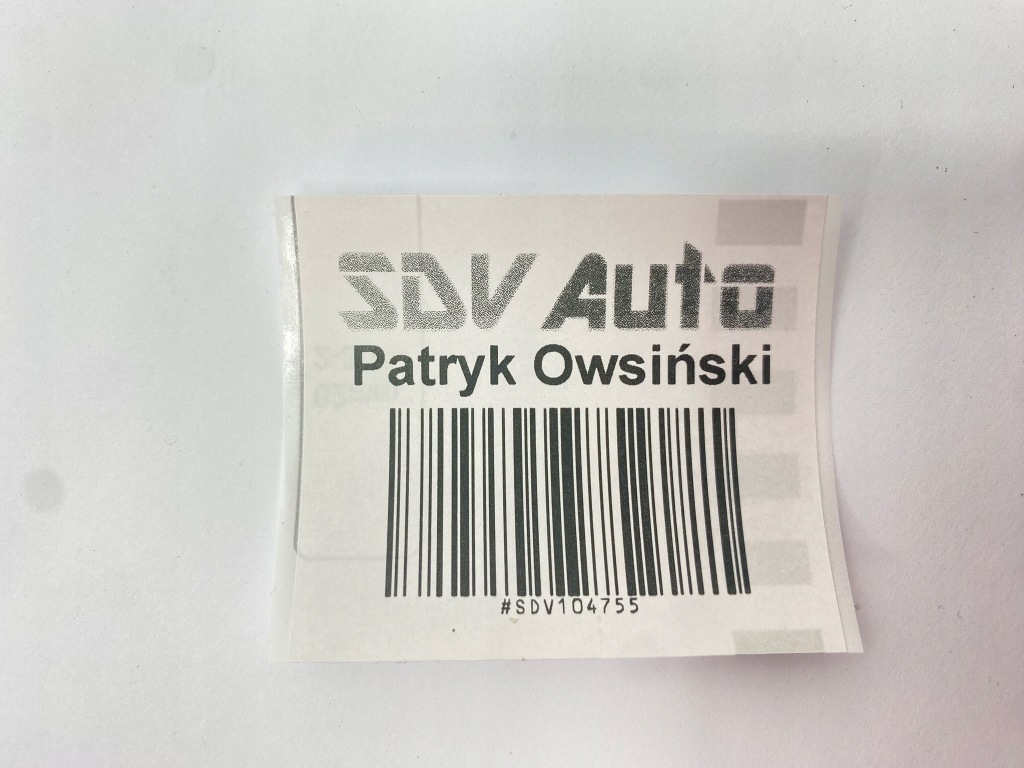 SDV Auto
Patryk Owsiński
#SDV104755